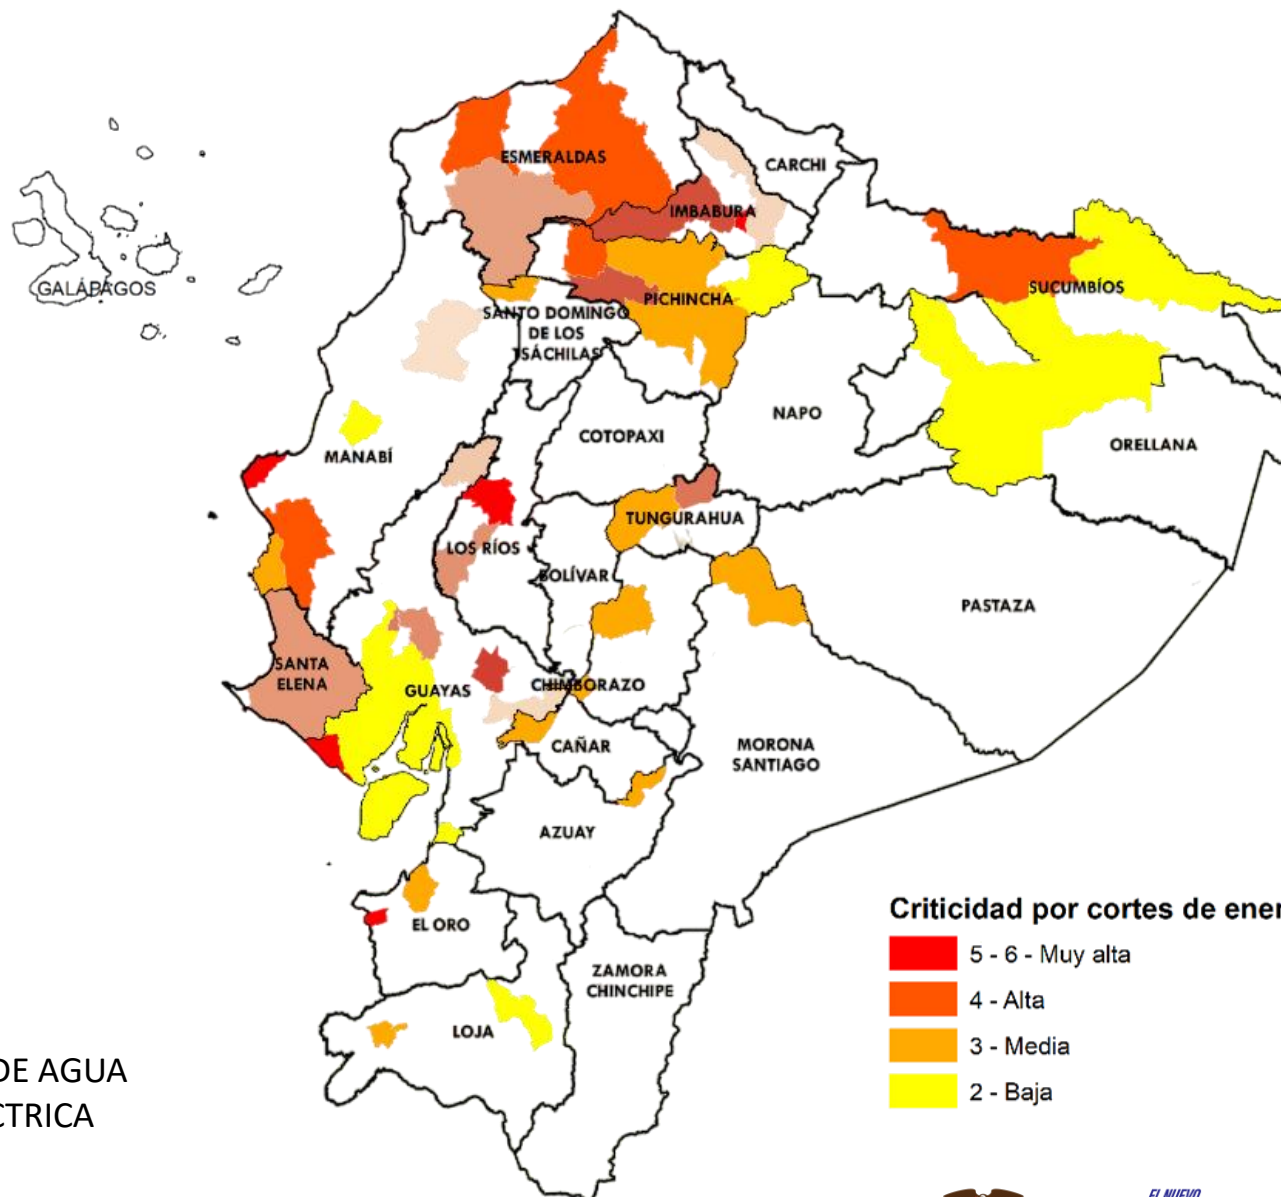 ESMERALDAS
CARCHI
IMBABURA
GALÁPAGOS
SUCUMBÍOS
PICHINCHA
SANTO DOMINGO
DE LOS
TSÁCHILAS
NAPO
COTOPAXI
ORELLANA
MANABÍ
TUNGURAHUA
LOS RÍOS
BOLÍVAR
PASTAZA
SANTA
ELENA
GUAYAS
CHIMBORAZO
CAÑAR
MORONA
SANTIAGO
AZUAY
EL ORO
ZAMORA
CHINCHIPE
LOJA
Criticidad por cortes de ener
5 - 6 - Muy alta
4 - Alta
3 - Media
2 - Baja
DE AGUA
CTRICA
EL NUEVO